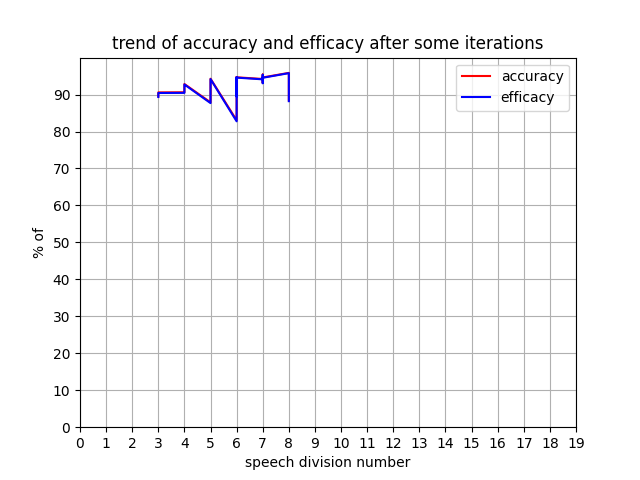 trend of accuracy and efficacy after some iterations
accuracy
efficacy
90
80
70
60
50
40
30
20
10
0
% of
0 1 2 3 4 5 6 7 8 9 10 11 12 13 14 15 16 17 18 19
speech division number